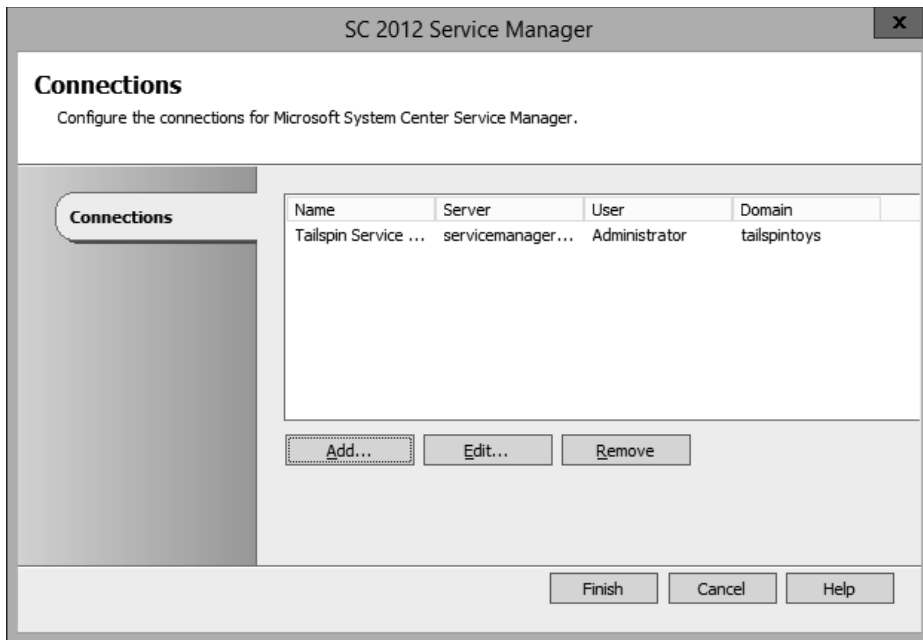 SC 2012 Service Manager
x
Connections
Configure the connections for Microsoft System Center Service Manager.
Connections
Name Server User Domain
Tailspin Service ... servicemanager... Administrator tailspintoys
Add... Edit... Remove
Finish Cancel Help